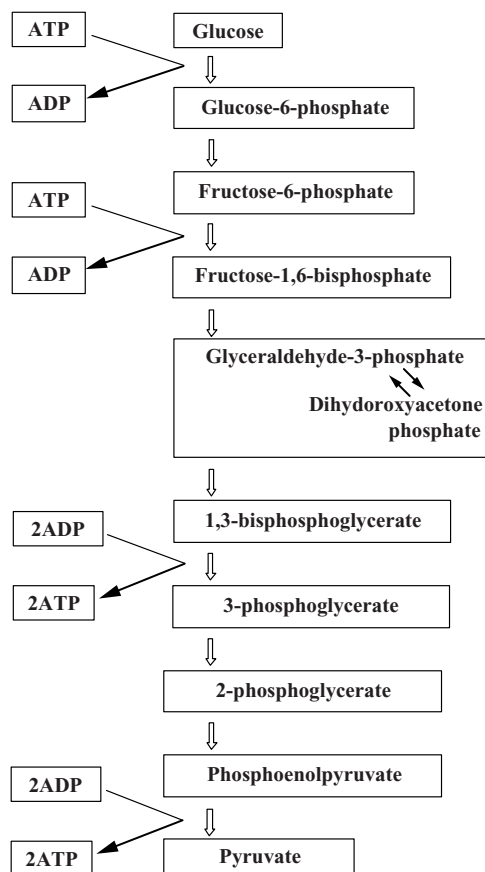 ATP
Glucose
ADP
Glucose-6-phosphate
ATP
Fructose-6-phosphate
ADP
Fructose-1,6-bisphosphate
Glyceraldehyde-3-phosphate
Dihydoroxyacetone
phosphate
2ADP
1,3-bisphosphoglycerate
2ATP
3-phosphoglycerate
2-phosphoglycerate
2ADP
Phosphoenolpyruvate
2ATP
Pyruvate